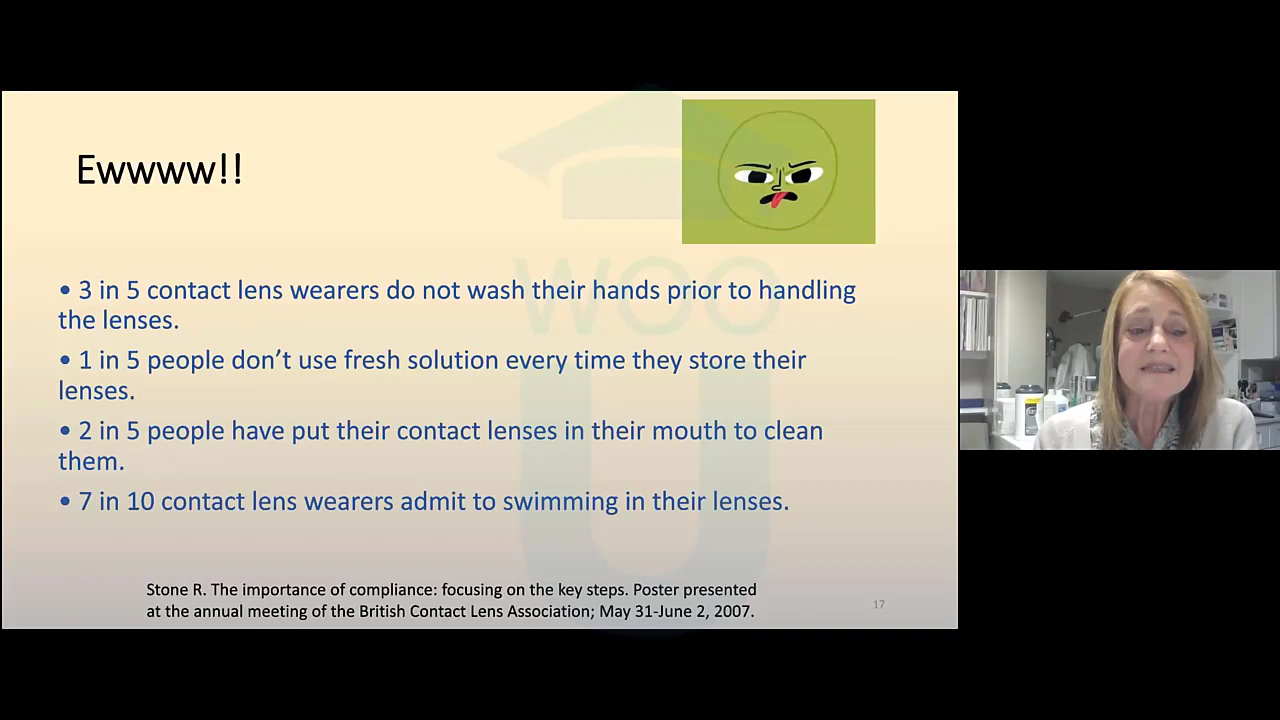 Ewwww!!
WOO
U
• 3 in 5 contact lens wearers do not wash their hands prior to handling
the lenses.
• 1 in 5 people don’t use fresh solution every time they store their
lenses.
• 2 in 5 people have put their contact lenses in their mouth to clean
them.
• 7 in 10 contact lens wearers admit to swimming in their lenses.
Stone R. The importance of compliance: focusing on the key steps. Poster presented
at the annual meeting of the British Contact Lens Association; May 31-June 2, 2007.
17